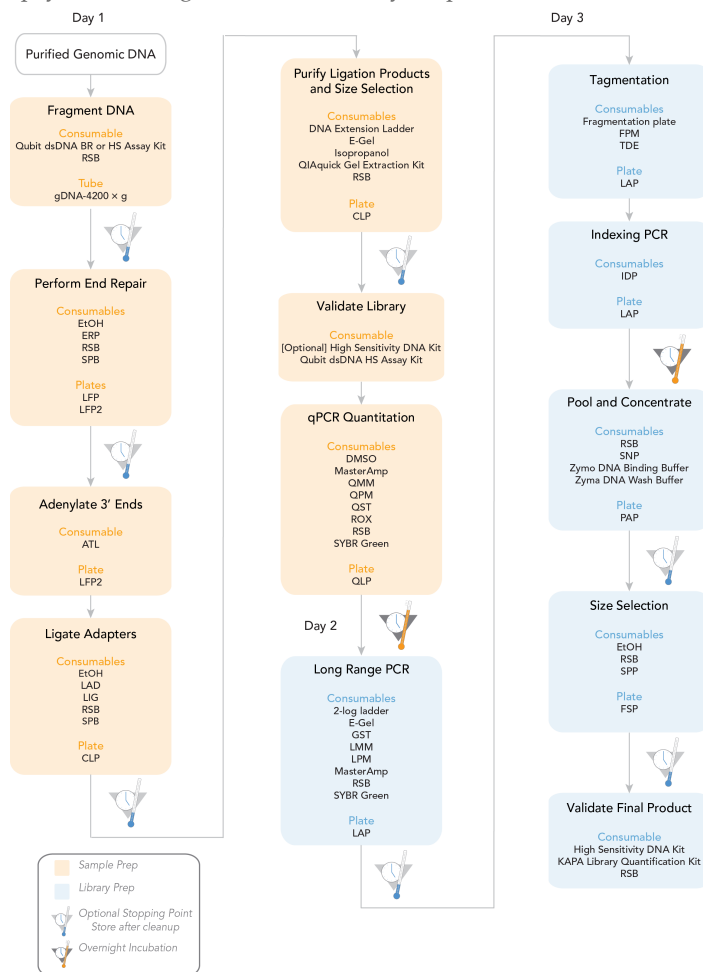 Day 1
Purified Genomic DNA
Fragment DNA
Consumable
Qubit dsDNA BR or HS Assay Kit
RSB
Tube
gDNA-4200 × g
Perform End Repair
Consumables
EtOH
ERP
RSB
SPB
Plates
LFP
LFP2
Adenylate 3’ Ends
Consumable
ATL
Plate
LFP2
Ligate Adapters
Consumables
EtOH
LAD
LIG
RSB
SPB
Plate
CLP
Purify Ligation Products
and Size Selection
Consumables
DNA Extension Ladder
E-Gel
Isopropanol
QIAquick Gel Extraction Kit
RSB
Plate
CLP
Validate Library
Consumable
[Optional] High Sensitivity DNA Kit
Qubit dsDNA HS Assay Kit
qPCR Quantitation
Consumables
DMSO
MasterAmp
QMM
QPM
QST
ROX
RSB
SYBR Green
Plate
QLP
Day 2
Long Range PCR
Consumables
2-log ladder
E-Gel
GST
LMM
LPM
MasterAmp
RSB
SYBR Green
Plate
LAP
Day 3
Tagmentation
Consumables
Fragmentation plate
FPM
TDE
Plate
LAP
Indexing PCR
Consumables
IDP
Plate
LAP
Pool and Concentrate
Consumables
RSB
SNP
Zymo DNA Binding Buffer
Zyma DNA Wash Buffer
Plate
PAP
Size Selection
Consumables
EtOH
RSB
SPP
Plate
FSP
Validate Final Product
Consumable
High Sensitivity DNA Kit
KAPA Library Quantification Kit
RSB
Sample Prep
Library Prep
Optional Stopping Point
Store after cleanup
Overnight Incubation